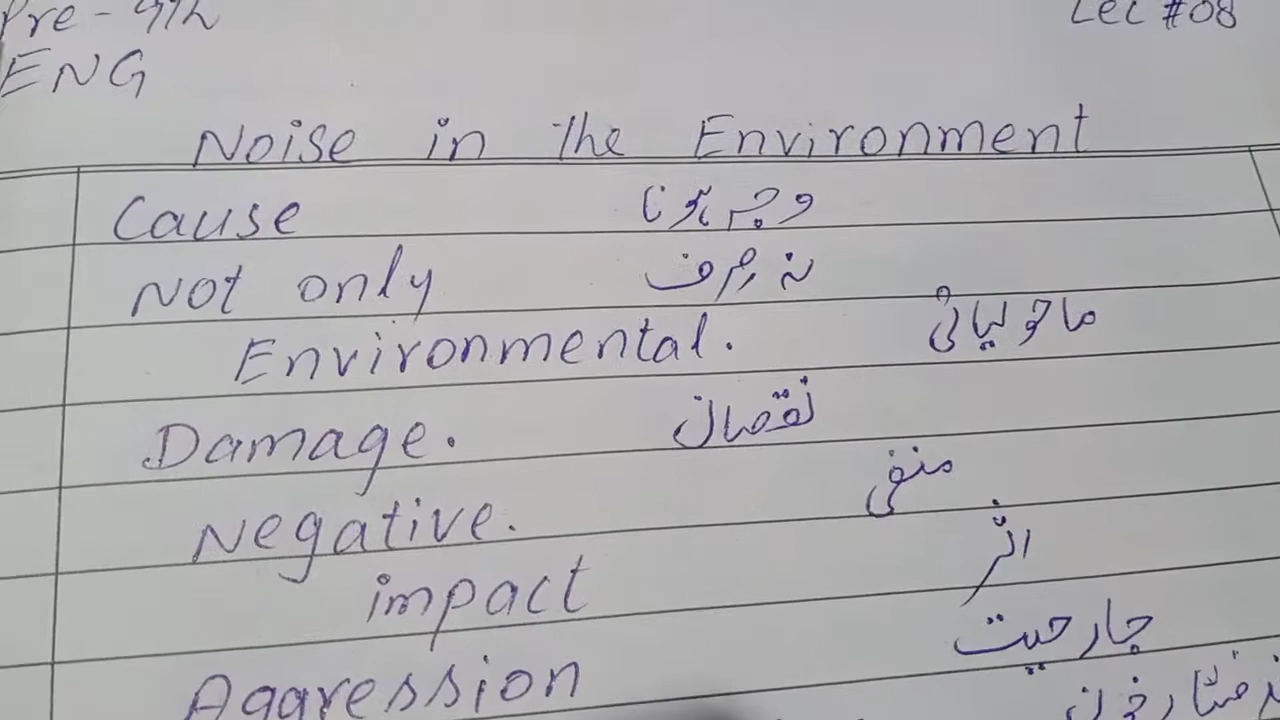 Pre - 9th Lec #08
ENG
Noise in the Environment
Cause وجہ ہونا
Not only نہ صرف
Environmental. ماحولیاتی
Damage. نقصان
Negative. منفی
impact اثر
Aggression جارحیت